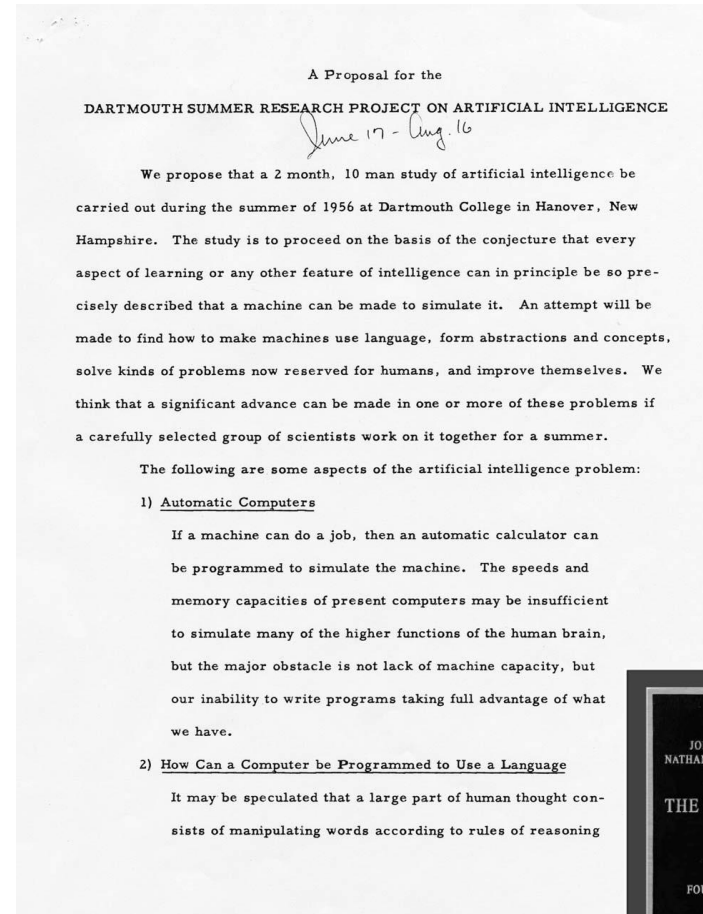 A Proposal for the
DARTMOUTH SUMMER RESEARCH PROJECT ON ARTIFICIAL INTELLIGENCE
June 17 - Aug. 16
We propose that a 2 month, 10 man study of artificial intelligence be
carried out during the summer of 1956 at Dartmouth College in Hanover, New
Hampshire. The study is to proceed on the basis of the conjecture that every
aspect of learning or any other feature of intelligence can in principle be so pre-
cisely described that a machine can be made to simulate it. An attempt will be
made to find how to make machines use language, form abstractions and concepts,
solve kinds of problems now reserved for humans, and improve themselves. We
think that a significant advance can be made in one or more of these problems if
a carefully selected group of scientists work on it together for a summer.
The following are some aspects of the artificial intelligence problem:
1) Automatic Computers
If a machine can do a job, then an automatic calculator can
be programmed to simulate the machine. The speeds and
memory capacities of present computers may be insufficient
to simulate many of the higher functions of the human brain,
but the major obstacle is not lack of machine capacity, but
our inability to write programs taking full advantage of what
we have.
2) How Can a Computer be Programmed to Use a Language
It may be speculated that a large part of human thought con-
sists of manipulating words according to rules of reasoning
JO
NATHA
THE
FO